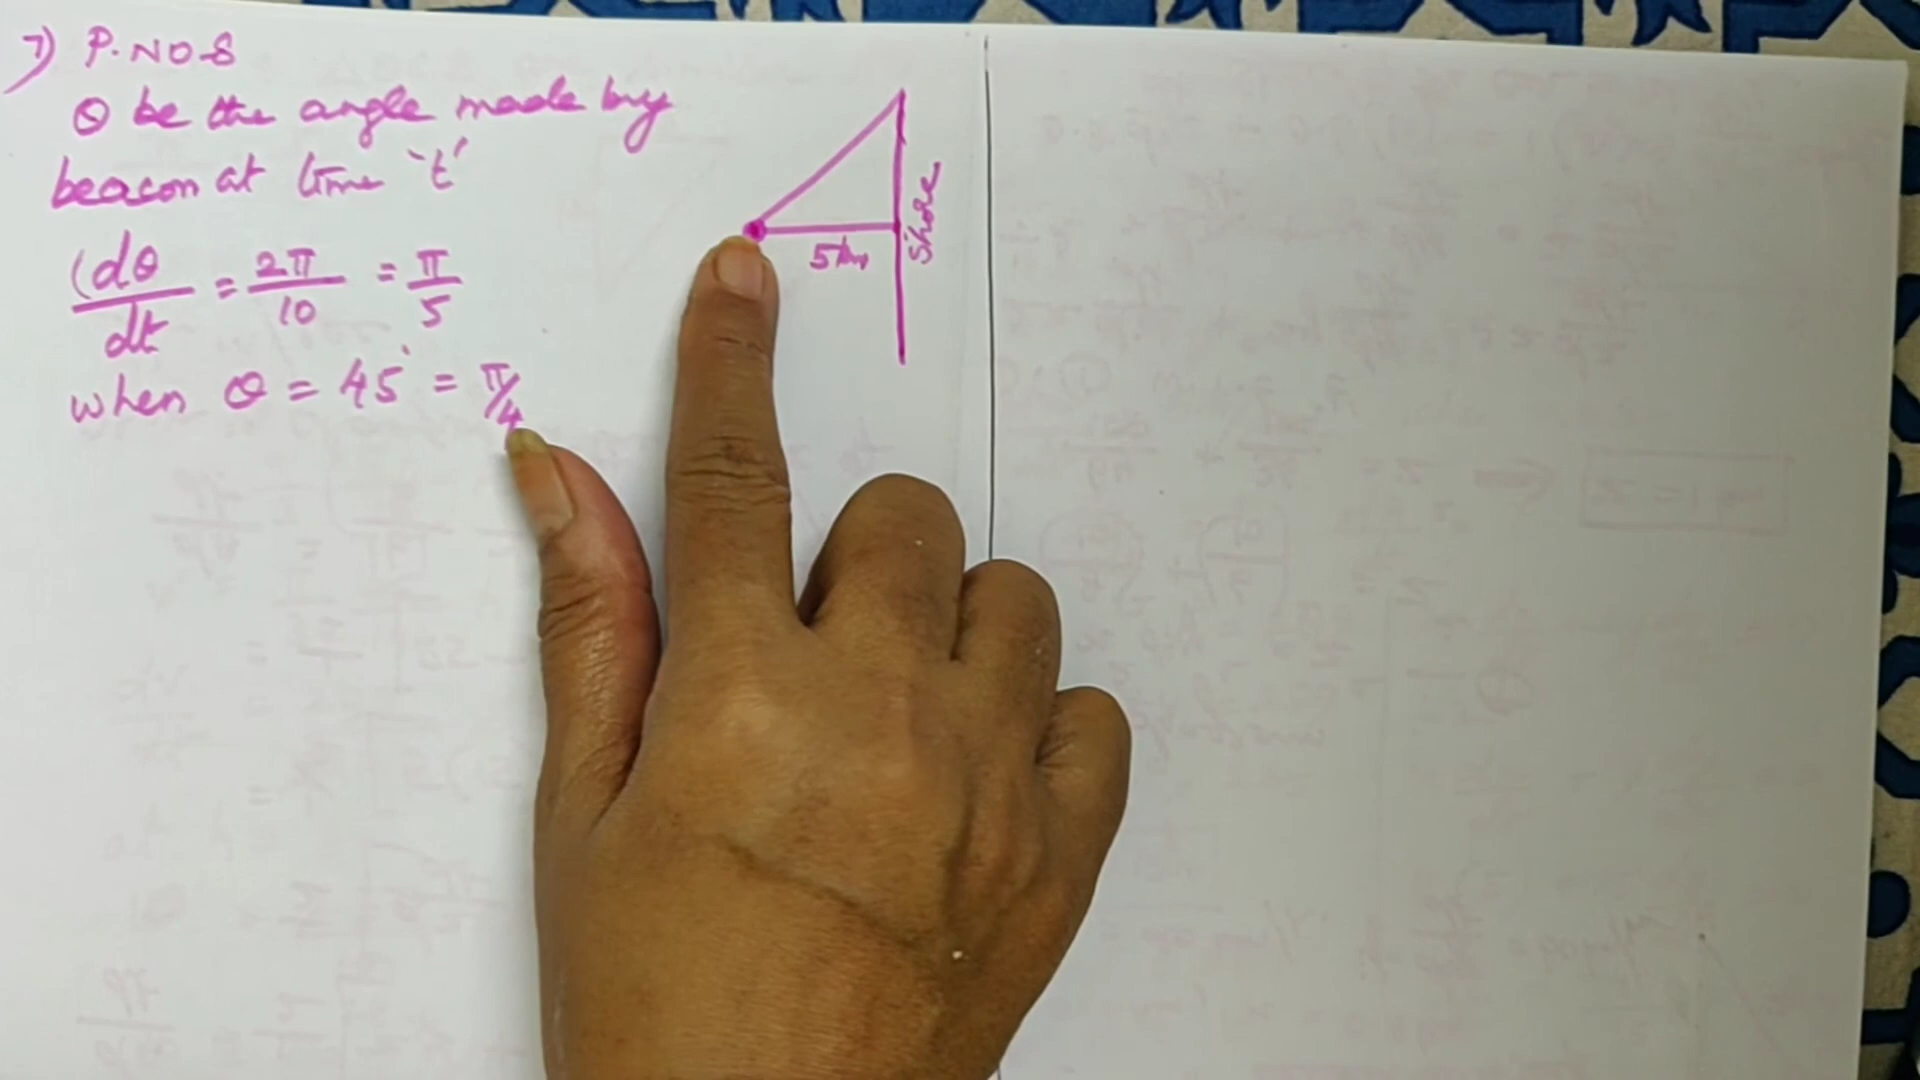 7) P.NO-8
θ be the angle made by
beacon at time 't'
(dθ/dt = 2π/10 = π/5
when θ = 45° = π/4
5km
Shore